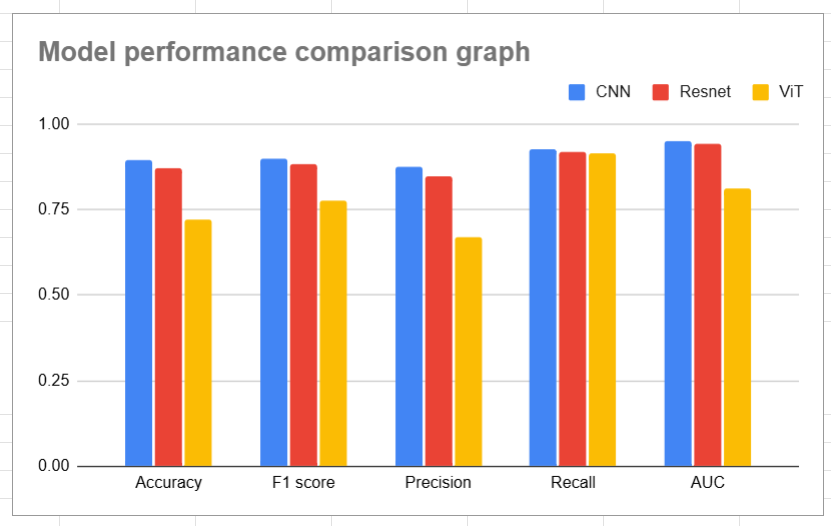 Model performance comparison graph
CNN Resnet ViT
1.00
0.75
0.50
0.25
0.00
Accuracy F1 score Precision Recall AUC